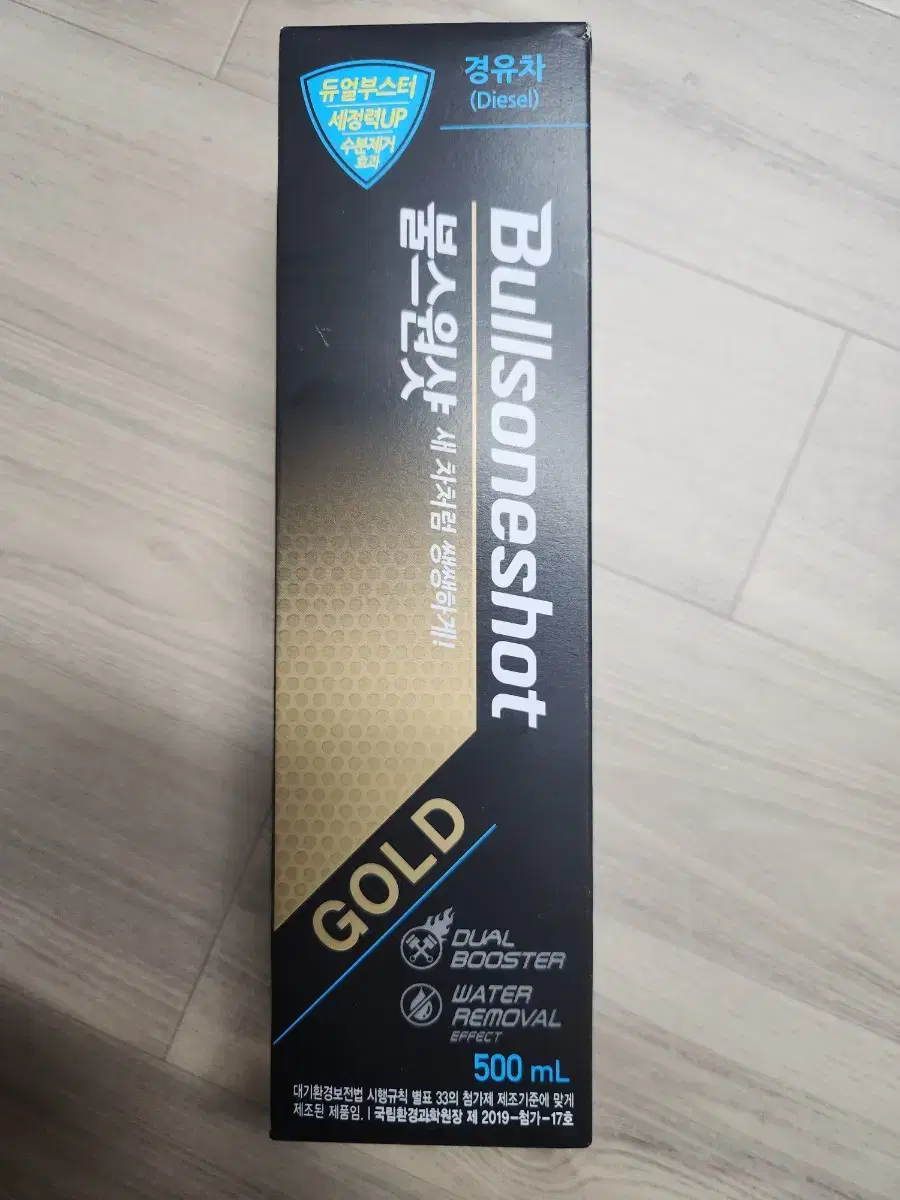 듀얼부스터
세정력UP
수분제거
효과
경유차
(Diesel)
Bullsoneshot
불스원샷 새 차처럼 쌩쌩하게!
GOLD
DUAL
BOOSTER
WATER
REMOVAL
EFFECT
500 mL
대기환경보전법 시행규칙 별표 33의 첨가제 제조기준에 맞게
제조된 제품임. I 국립환경과학원장 제 2019-첨가-17호